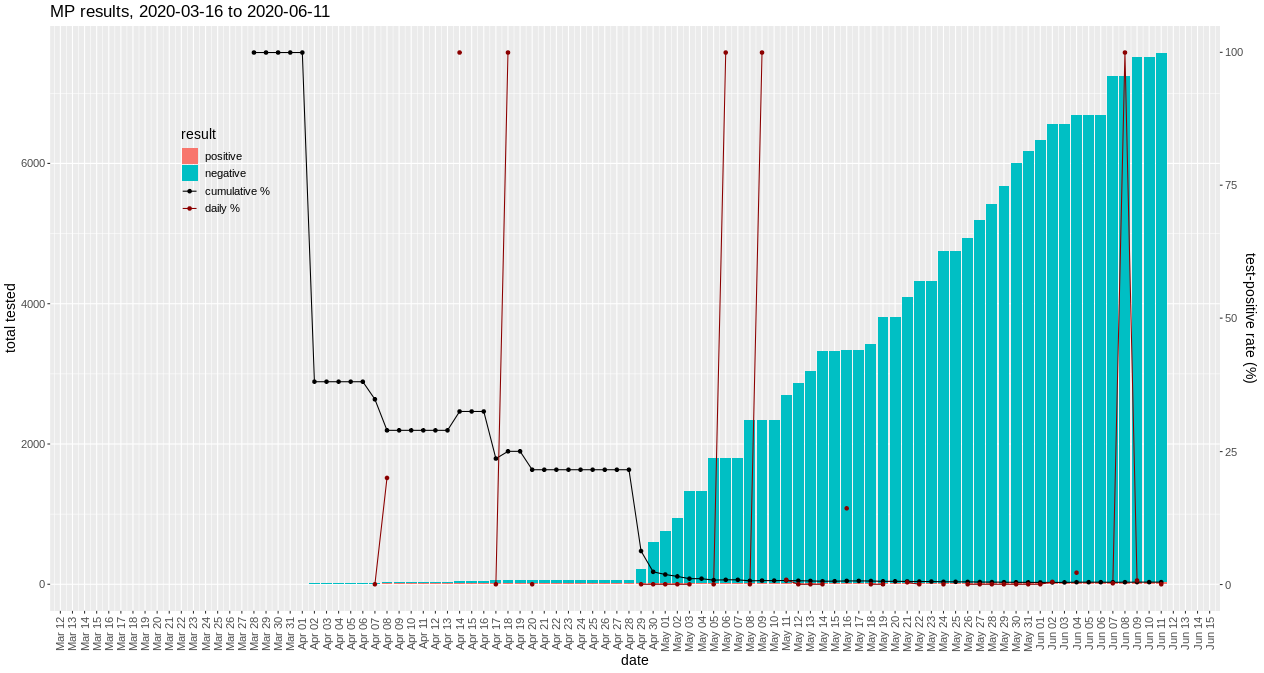 MP results, 2020-03-16 to 2020-06-11
total tested
6000
4000
2000
0
result
positive
negative
cumulative %
daily %
100
75
50
25
0
test-positive rate (%)
Mar 12
Mar 13
Mar 14
Mar 15
Mar 16
Mar 17
Mar 18
Mar 19
Mar 20
Mar 21
Mar 22
Mar 23
Mar 24
Mar 25
Mar 26
Mar 27
Mar 28
Mar 29
Mar 30
Mar 31
Apr 01
Apr 02
Apr 03
Apr 04
Apr 05
Apr 06
Apr 07
Apr 08
Apr 09
Apr 10
Apr 11
Apr 12
Apr 13
Apr 14
Apr 15
Apr 16
Apr 17
Apr 18
Apr 19
Apr 20
Apr 21
Apr 22
Apr 23
Apr 24
Apr 25
Apr 26
Apr 27
Apr 28
Apr 29
Apr 30
May 01
May 02
May 03
May 04
May 05
May 06
May 07
May 08
May 09
May 10
May 11
May 12
May 13
May 14
May 15
May 16
May 17
May 18
May 19
May 20
May 21
May 22
May 23
May 24
May 25
May 26
May 27
May 28
May 29
May 30
May 31
Jun 01
Jun 02
Jun 03
Jun 04
Jun 05
Jun 06
Jun 07
Jun 08
Jun 09
Jun 10
Jun 11
Jun 12
Jun 13
Jun 14
Jun 15
date